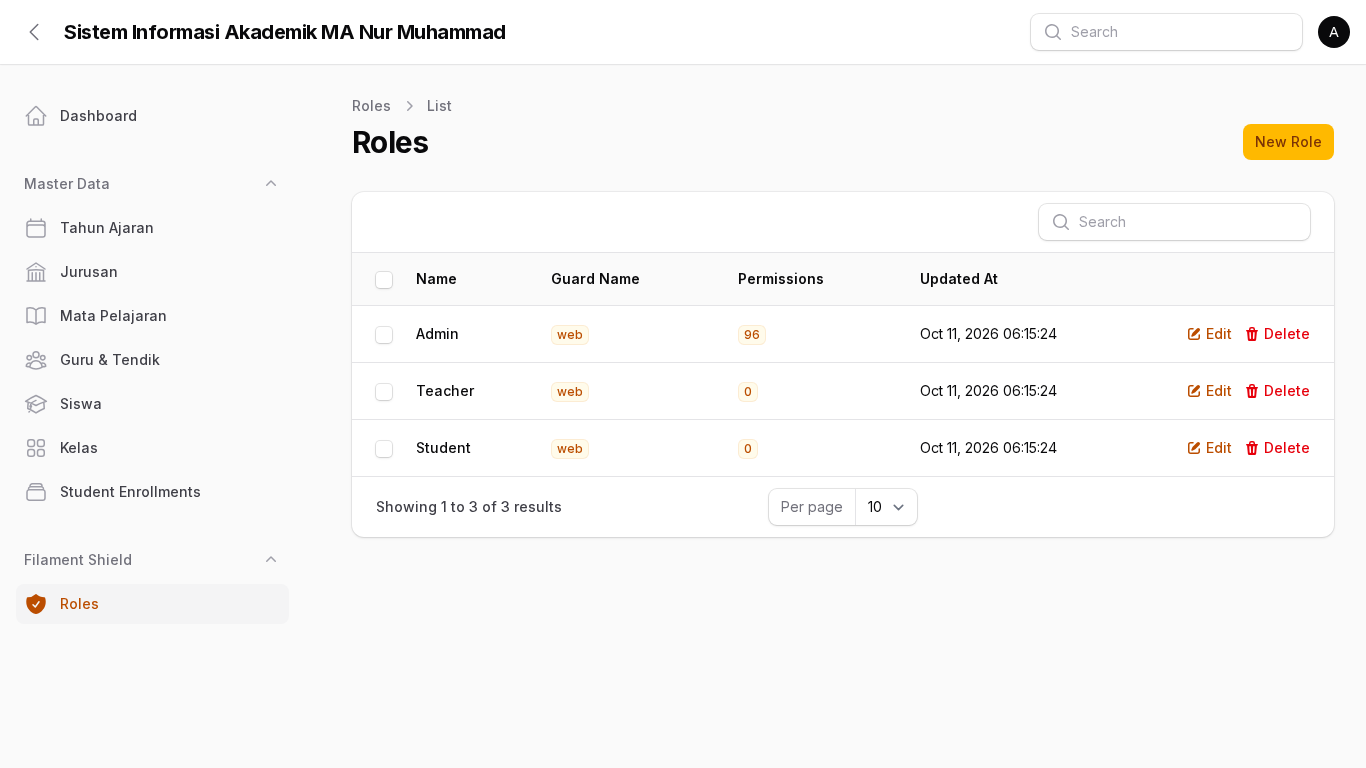 Sistem Informasi Akademik MA Nur Muhammad
Search
A
Dashboard
Master Data
Tahun Ajaran
Jurusan
Mata Pelajaran
Guru & Tendik
Siswa
Kelas
Student Enrollments
Filament Shield
Roles
Roles > List
Roles
New Role
Search
Name Guard Name Permissions Updated At
Admin web 96 Oct 11, 2026 06:15:24 Edit Delete
Teacher web 0 Oct 11, 2026 06:15:24 Edit Delete
Student web 0 Oct 11, 2026 06:15:24 Edit Delete
Showing 1 to 3 of 3 results Per page 10